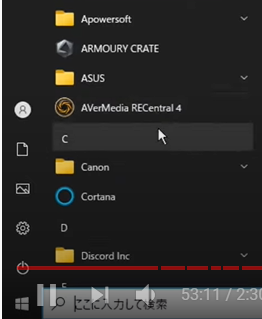 Apowersoft
ARMOURY CRATE
ASUS
AVerMedia RECentral 4
C
Canon
Cortana
D
Discord Inc
53:11 / 2:30
ここに入力して検索